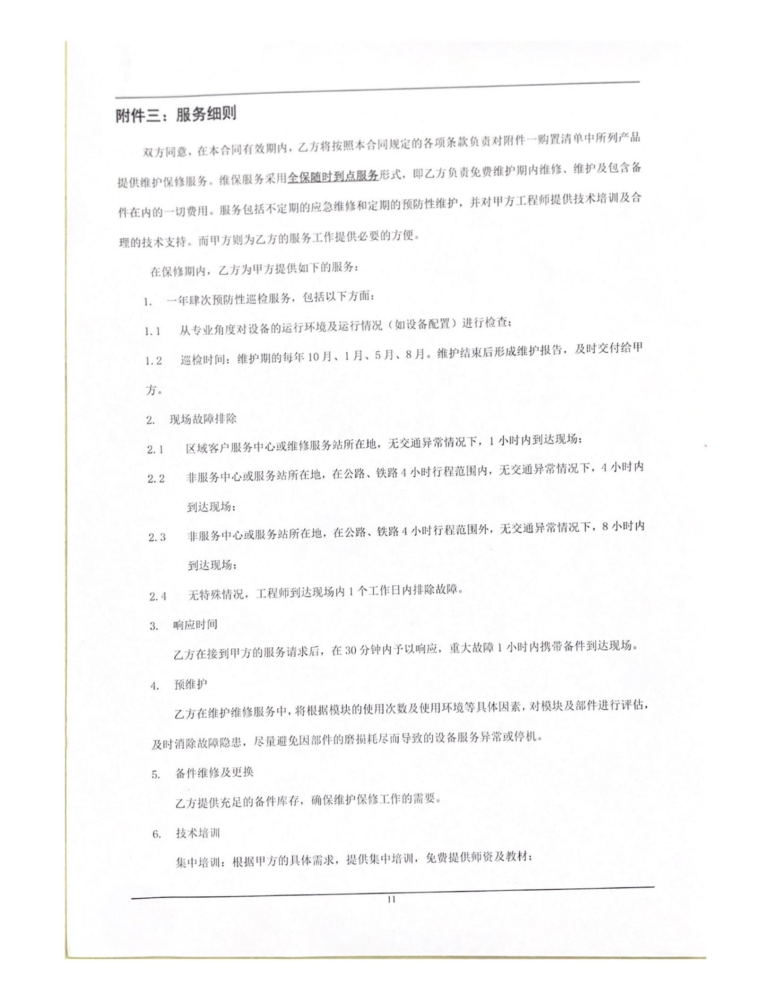 附件三：服务细则
双方同意，在本合同有效期内，乙方将按照本合同规定的各项条款负责对附件一购置清单中所列产品
提供维护保修服务。维保服务采用全保随时到点服务形式，即乙方负责免费维护期内维修、维护及包含备
件在内的一切费用。服务包括不定期的应急维修和定期的预防性维护，并对甲方工程师提供技术培训及合
理的技术支持。而甲方则为乙方的服务工作提供必要的方便。
在保修期内，乙方为甲方提供如下的服务：
1. 一年肆次预防性巡检服务，包括以下方面：
1.1 从专业角度对设备的运行环境及运行情况（如设备配置）进行检查；
1.2 巡检时间：维护期的每年 10 月、1 月、5 月、8 月。维护结束后形成维护报告，及时交付给甲
方。
2. 现场故障排除
2.1 区域客户服务中心或维修服务站所在地，无交通异常情况下，1 小时内到达现场；
2.2 非服务中心或服务站所在地，在公路、铁路 4 小时行程范围内，无交通异常情况下，4 小时内
到达现场；
2.3 非服务中心或服务站所在地，在公路、铁路 4 小时行程范围外，无交通异常情况下，8 小时内
到达现场；
2.4 无特殊情况，工程师到达现场内 1 个工作日内排除故障。
3. 响应时间
乙方在接到甲方的服务请求后，在 30 分钟内予以响应，重大故障 1 小时内携带备件到达现场。
4. 预维护
乙方在维护维修服务中，将根据模块的使用次数及使用环境等具体因素，对模块及部件进行评估，
及时消除故障隐患，尽量避免因部件的磨损耗尽而导致的设备服务异常或停机。
5. 备件维修及更换
乙方提供充足的备件库存，确保维护保修工作的需要。
6. 技术培训
集中培训：根据甲方的具体需求，提供集中培训，免费提供师资及教材；
11